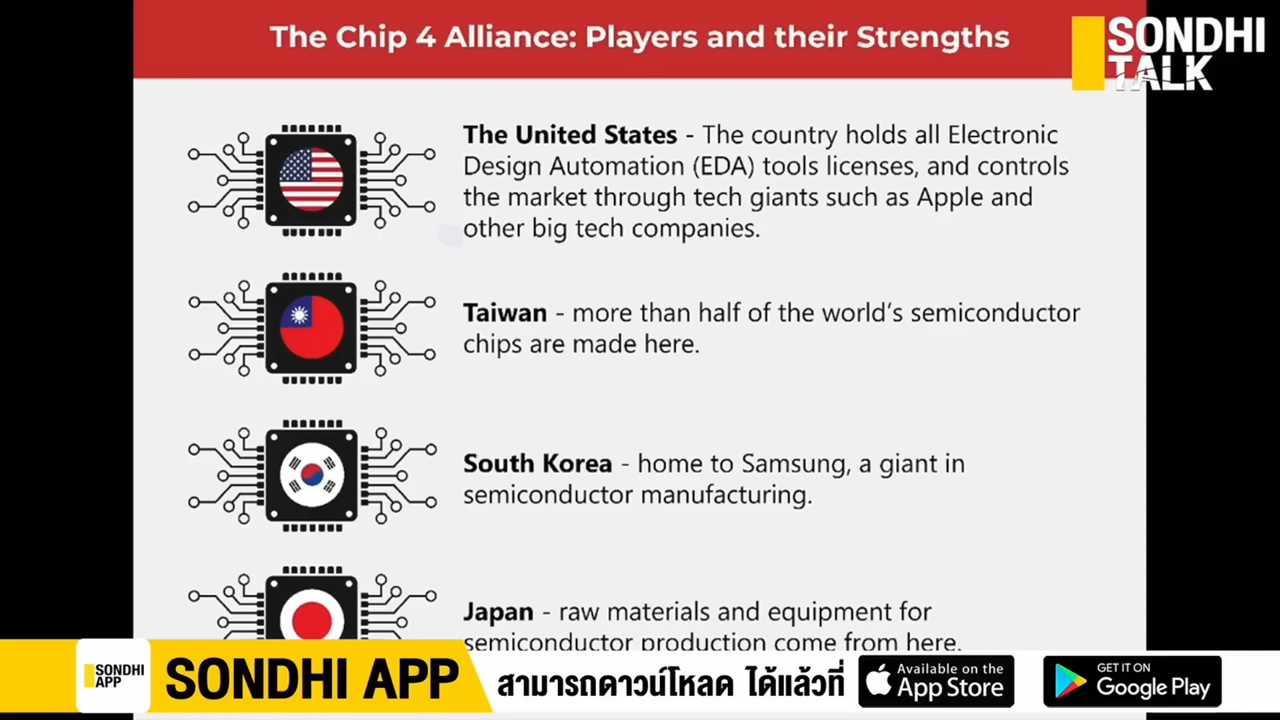 The Chip 4 Alliance: Players and their Strengths
SONDHI
TALK
The United States - The country holds all Electronic
Design Automation (EDA) tools licenses, and controls
the market through tech giants such as Apple and
other big tech companies.
Taiwan - more than half of the world's semiconductor
chips are made here.
South Korea - home to Samsung, a giant in
semiconductor manufacturing.
Japan - raw materials and equipment for
semiconductor production come from here.
SONDHI
APP
SONDHI APP
สามารถดาวน์โหลด ได้แล้วที่
Available on the
App Store
GET IT ON
Google Play